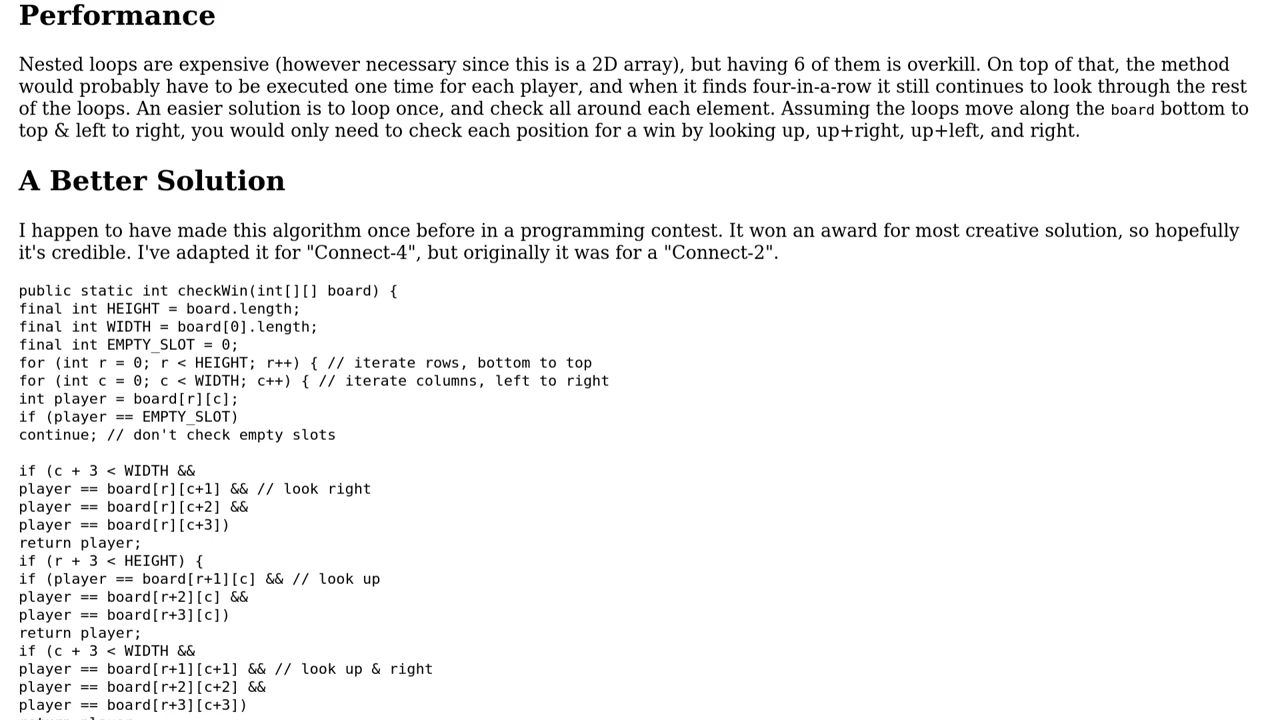 Performance
Nested loops are expensive (however necessary since this is a 2D array), but having 6 of them is overkill. On top of that, the method
would probably have to be executed one time for each player, and when it finds four-in-a-row it still continues to look through the rest
of the loops. An easier solution is to loop once, and check all around each element. Assuming the loops move along the board bottom to
top & left to right, you would only need to check each position for a win by looking up, up+right, up+left, and right.
A Better Solution
I happen to have made this algorithm once before in a programming contest. It won an award for most creative solution, so hopefully
it's credible. I've adapted it for "Connect-4", but originally it was for a "Connect-2".
public static int checkWin(int[][] board) {
final int HEIGHT = board.length;
final int WIDTH = board[0].length;
final int EMPTY_SLOT = 0;
for (int r = 0; r < HEIGHT; r++) { // iterate rows, bottom to top
for (int c = 0; c < WIDTH; c++) { // iterate columns, left to right
int player = board[r][c];
if (player == EMPTY_SLOT)
continue; // don't check empty slots
if (c + 3 < WIDTH &&
player == board[r][c+1] && // look right
player == board[r][c+2] &&
player == board[r][c+3])
return player;
if (r + 3 < HEIGHT) {
if (player == board[r+1][c] && // look up
player == board[r+2][c] &&
player == board[r+3][c])
return player;
if (c + 3 < WIDTH &&
player == board[r+1][c+1] && // look up & right
player == board[r+2][c+2] &&
player == board[r+3][c+3])